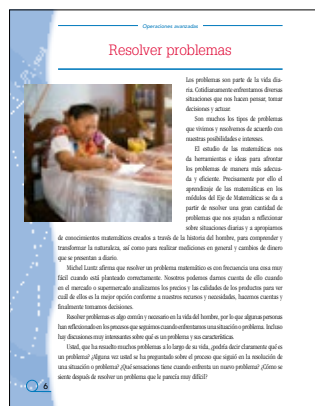 Operaciones avanzadas
Resolver problemas
Los problemas son parte de la vida dia-
ria. Cotidianamente enfrentamos diversas
situaciones que nos hacen pensar, tomar
decisiones y actuar.
Son muchos los tipos de problemas
que vivimos y resolvemos de acuerdo con
nuestras posibilidades e intereses.
El estudio de las matemáticas nos
da herramientas e ideas para afrontar
los problemas de manera más adecua-
da y eficiente. Precisamente por ello el
aprendizaje de las matemáticas en los
módulos del Eje de Matemáticas se da a
partir de resolver una gran cantidad de
problemas que nos ayudan a reflexionar
sobre situaciones diarias y a apropiarnos
de conocimientos matemáticos creados a través de la historia del hombre, para comprender y
transformar la naturaleza, así como para realizar mediciones en general y cambios de dinero
que se presentan a diario.
Michel Lustz afirma que resolver un problema matemático es con frecuencia una cosa muy
fácil cuando está planteado correctamente. Nosotros podemos darnos cuenta de ello cuando
en el mercado o supermercado analizamos los precios y las calidades de los productos para ver
cuál de ellos es la mejor opción conforme a nuestros recursos y necesidades, hacemos cuentas y
finalmente tomamos decisiones.
Resolver problemas es algo común y necesario en la vida del hombre, por lo que algunas personas
han reflexionado en los procesos que seguimos cuando enfrentamos una situación o problema. Incluso
hay discusiones muy interesantes sobre qué es un problema y sus características.
Usted, que ha resuelto muchos problemas a lo largo de su vida, ¿podría decir claramente qué es
un problema? ¿Alguna vez usted se ha preguntado sobre el proceso que siguió en la resolución de
una situación o problema? ¿Qué sensaciones tiene cuando enfrenta un nuevo problema? ¿Cómo se
siente después de resolver un problema que le parecía muy difícil?
6